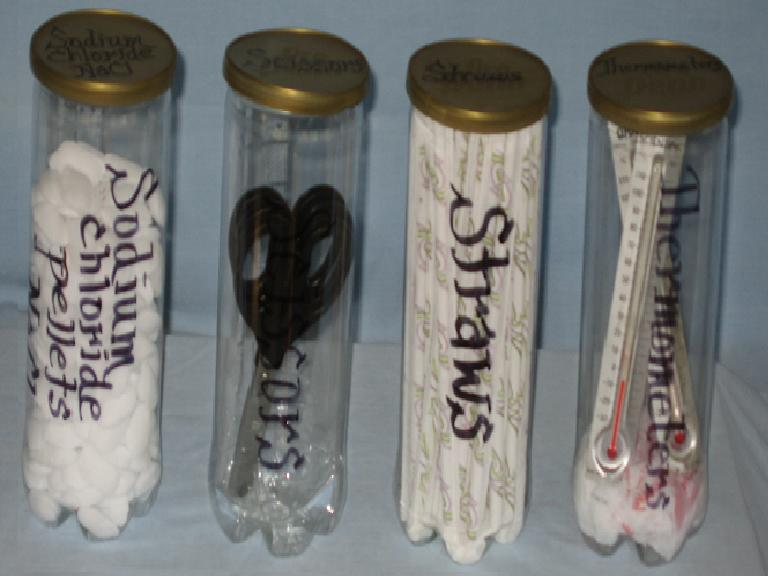 Sodium
Chloride
NaCl
Scissors
Straws
Thermometers
Sodium
chloride
pellets
Scissors
Straws
Thermometers